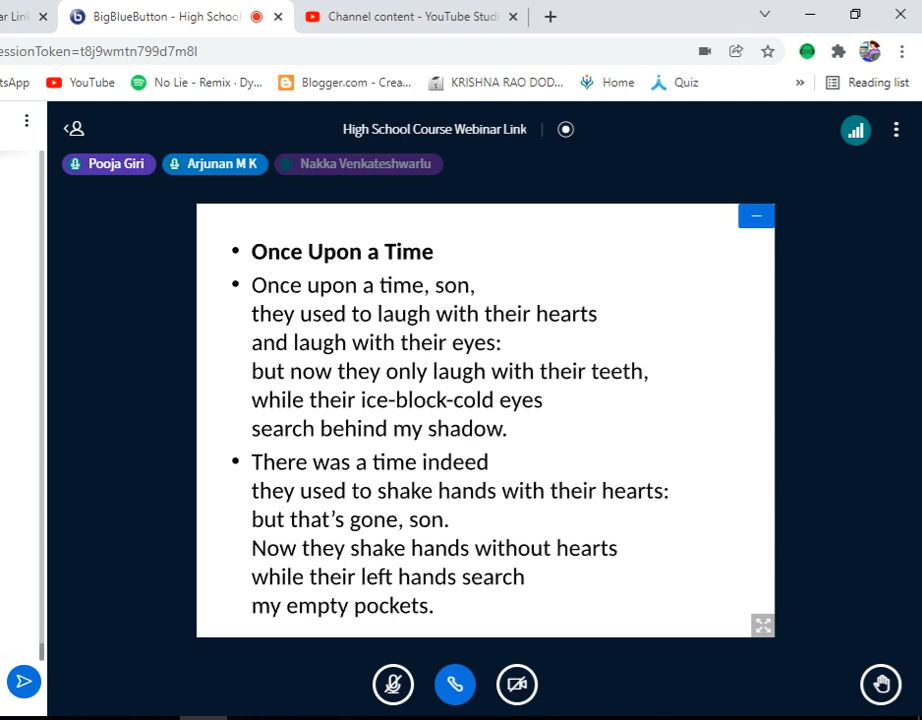 ar Lin
BigBlueButton - High School
Channel content - YouTube Studi
essionToken=t8j9wmtn799d7m8l
tsApp
YouTube
No Lie - Remix · Dy...
Blogger.com - Crea...
KRISHNA RAO DOD...
Home
Quiz
»
Reading list
High School Course Webinar Link
Pooja Giri
Arjunan M K
Nakka Venkateshwarlu
• Once Upon a Time
• Once upon a time, son,
they used to laugh with their hearts
and laugh with their eyes:
but now they only laugh with their teeth,
while their ice-block-cold eyes
search behind my shadow.
• There was a time indeed
they used to shake hands with their hearts:
but that's gone, son.
Now they shake hands without hearts
while their left hands search
my empty pockets.